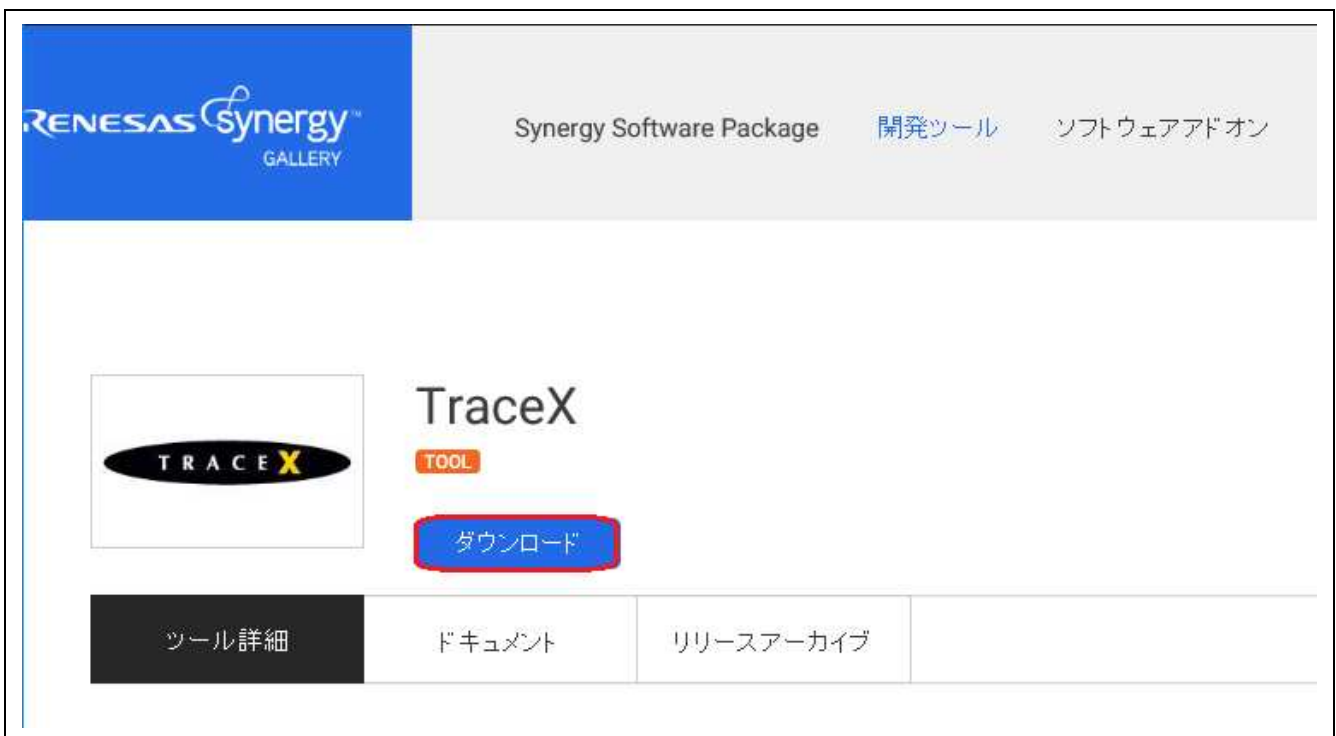 RENESAS Synergy™
GALLERY
Synergy Software Package 開発ツール ソフトウェアアドオン
TRACEX
TraceX
TOOL
ダウンロード
ツール詳細 ドキュメント リリースアーカイブ